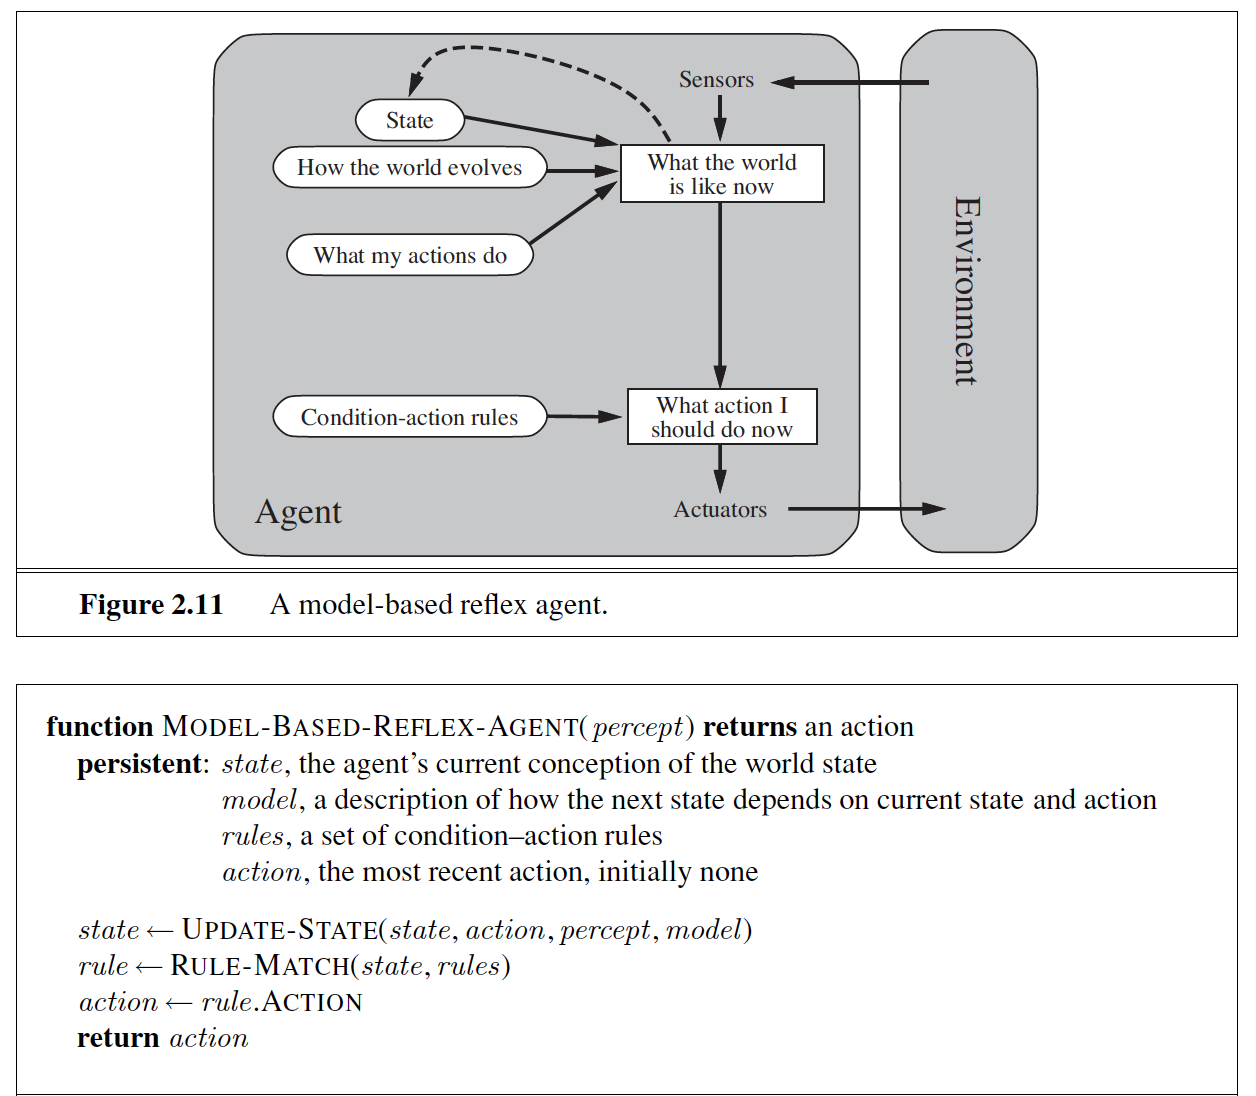 Sensors
State
What the world
is like now
How the world evolves
What my actions do
Environment
Condition-action rules
What action I
should do now
Agent
Actuators
Figure 2.11 A model-based reflex agent.
function MODEL-BASED-REFLEX-AGENT(percept) returns an action
persistent: state, the agent's current conception of the world state
model, a description of how the next state depends on current state and action
rules, a set of condition–action rules
action, the most recent action, initially none
state ← UPDATE-STATE(state, action, percept, model)
rule ← RULE-MATCH(state, rules)
action ← rule.ACTION
return action